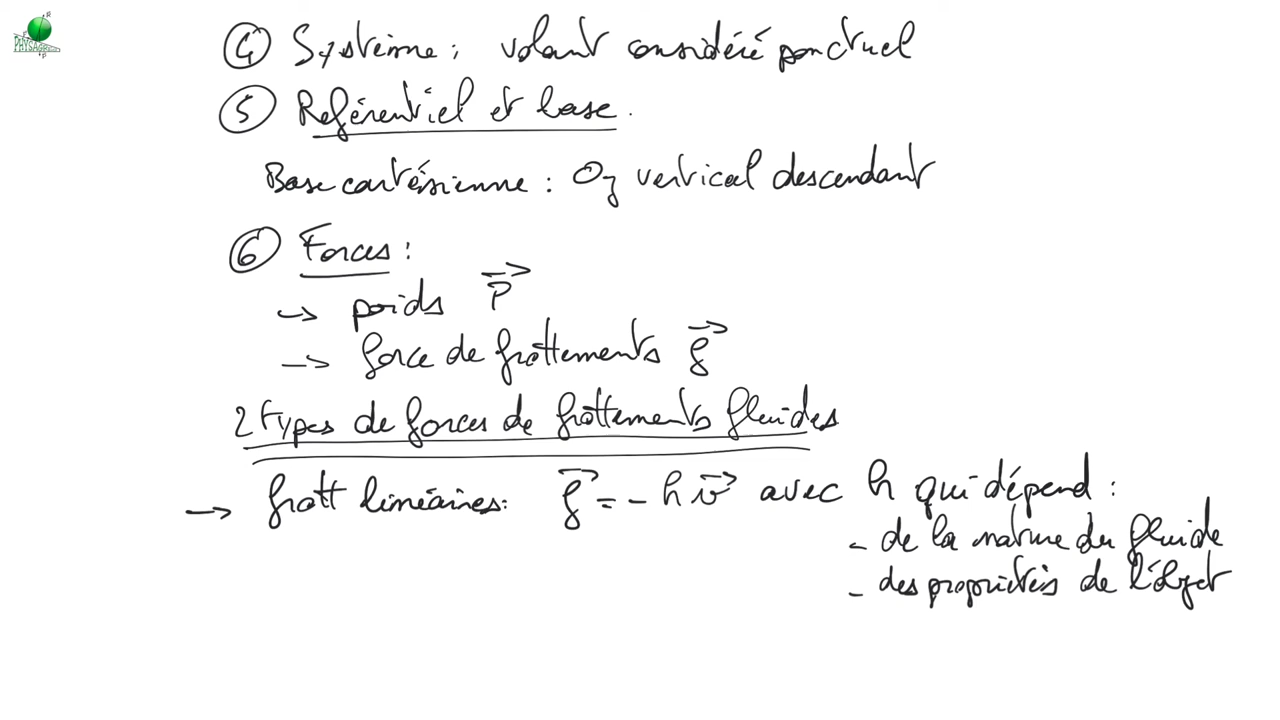 ④ Système : volant considéré ponctuel
⑤ Référentiel et base.
Base cartésienne : Oz vertical descendant
⑥ Forces :
→ poids P⃗
→ force de frottements f⃗
2 types de forces de frottements fluides
→ frott linéaires : f⃗ = - h v⃗ avec h qui dépend :
- de la nature du fluide
- des propriétés de l'objet